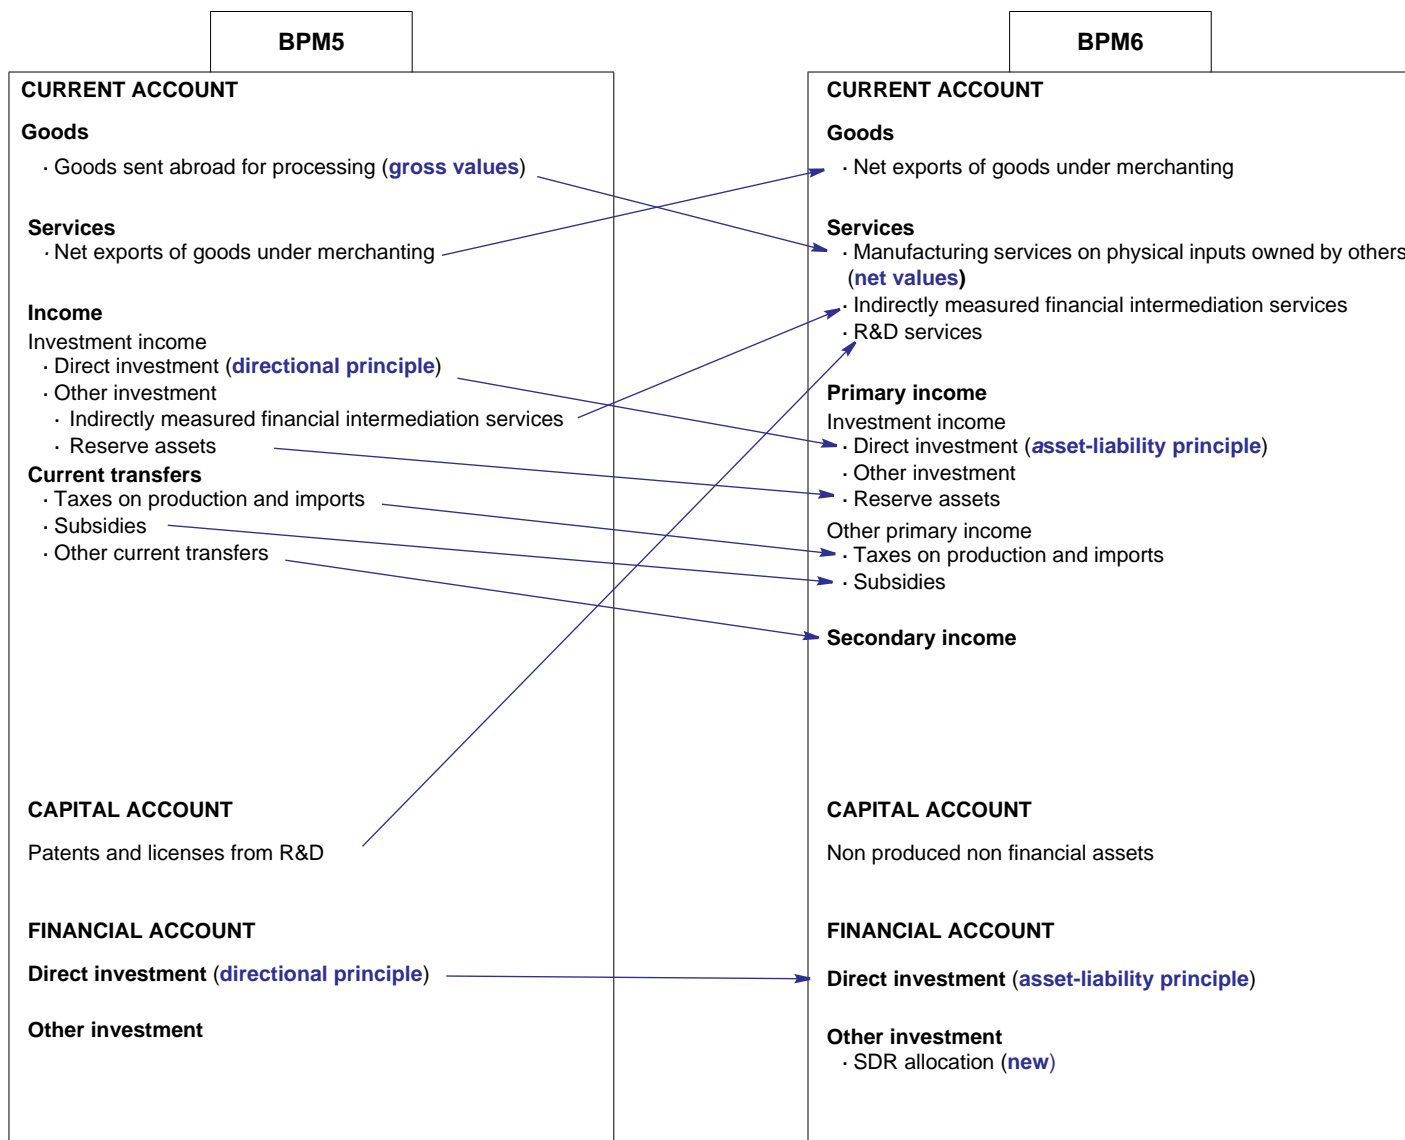 BPM5
CURRENT ACCOUNT
Goods
· Goods sent abroad for processing (gross values)
Services
· Net exports of goods under merchanting
Income
Investment income
· Direct investment (directional principle)
· Other investment
· Indirectly measured financial intermediation services
· Reserve assets
Current transfers
· Taxes on production and imports
· Subsidies
· Other current transfers
CAPITAL ACCOUNT
Patents and licenses from R&D
FINANCIAL ACCOUNT
Direct investment (directional principle)
Other investment
BPM6
CURRENT ACCOUNT
Goods
· Net exports of goods under merchanting
Services
· Manufacturing services on physical inputs owned by others
(net values)
· Indirectly measured financial intermediation services
· R&D services
Primary income
Investment income
· Direct investment (asset-liability principle)
· Other investment
· Reserve assets
Other primary income
· Taxes on production and imports
· Subsidies
Secondary income
CAPITAL ACCOUNT
Non produced non financial assets
FINANCIAL ACCOUNT
Direct investment (asset-liability principle)
Other investment
· SDR allocation (new)